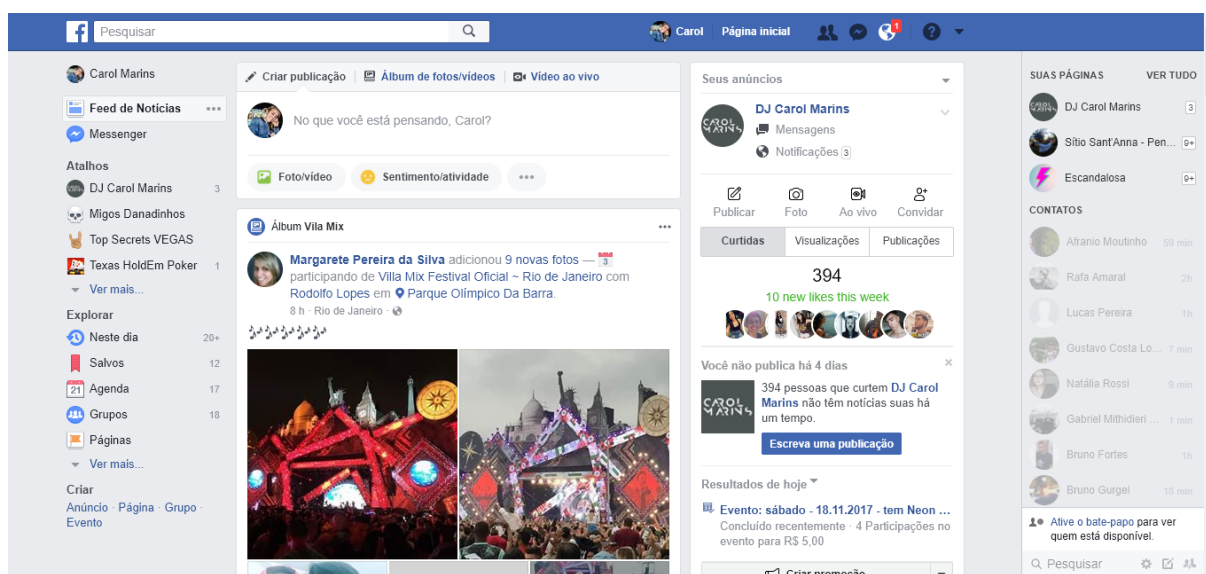 Pesquisar
Carol
Página inicial
1
Carol Marins
Feed de Notícias
Messenger
Atalhos
DJ Carol Marins 3
Migos Danadinhos
Top Secrets VEGAS
Texas HoldEm Poker 1
Ver mais...
Explorar
Neste dia 20+
Salvos 12
21 Agenda 17
Grupos 18
Páginas
Ver mais...
Criar
Anúncio · Página · Grupo ·
Evento
Criar publicação
Álbum de fotos/vídeos
Vídeo ao vivo
No que você está pensando, Carol?
Foto/vídeo
Sentimento/atividade
Álbum Vila Mix
Margarete Pereira da Silva adicionou 9 novas fotos — 3
participando de Villa Mix Festival Oficial ~ Rio de Janeiro com
Rodolfo Lopes em Parque Olímpico Da Barra.
8 h · Rio de Janeiro ·
Seus anúncios
CAROL
MARINS
DJ Carol Marins
Mensagens
Notificações 3
Publicar
Foto
Ao vivo
Convidar
Curtidas
Visualizações
Publicações
394
10 new likes this week
Você não publica há 4 dias
CAROL
MARINS
394 pessoas que curtem DJ Carol
Marins não têm notícias suas há
um tempo.
Escreva uma publicação
Resultados de hoje
Evento: sábado - 18.11.2017 - tem Neon ...
Concluído recentemente · 4 Participações no
evento para R$ 5,00
Criar promoção
SUAS PÁGINAS
VER TUDO
DJ Carol Marins 3
Sítio Sant'Anna - Pen... 9+
Escandalosa 9+
CONTATOS
Afranio Moutinho 59 min
Rafa Amaral 2h
Lucas Pereira 1h
Gustavo Costa Lo... 7 min
Natália Rossi 9 min
Gabriel Mithidieri ... 1 min
Bruno Fortes 1h
Bruno Gurgel 18 min
Ative o bate-papo para ver
quem está disponível.
Pesquisar